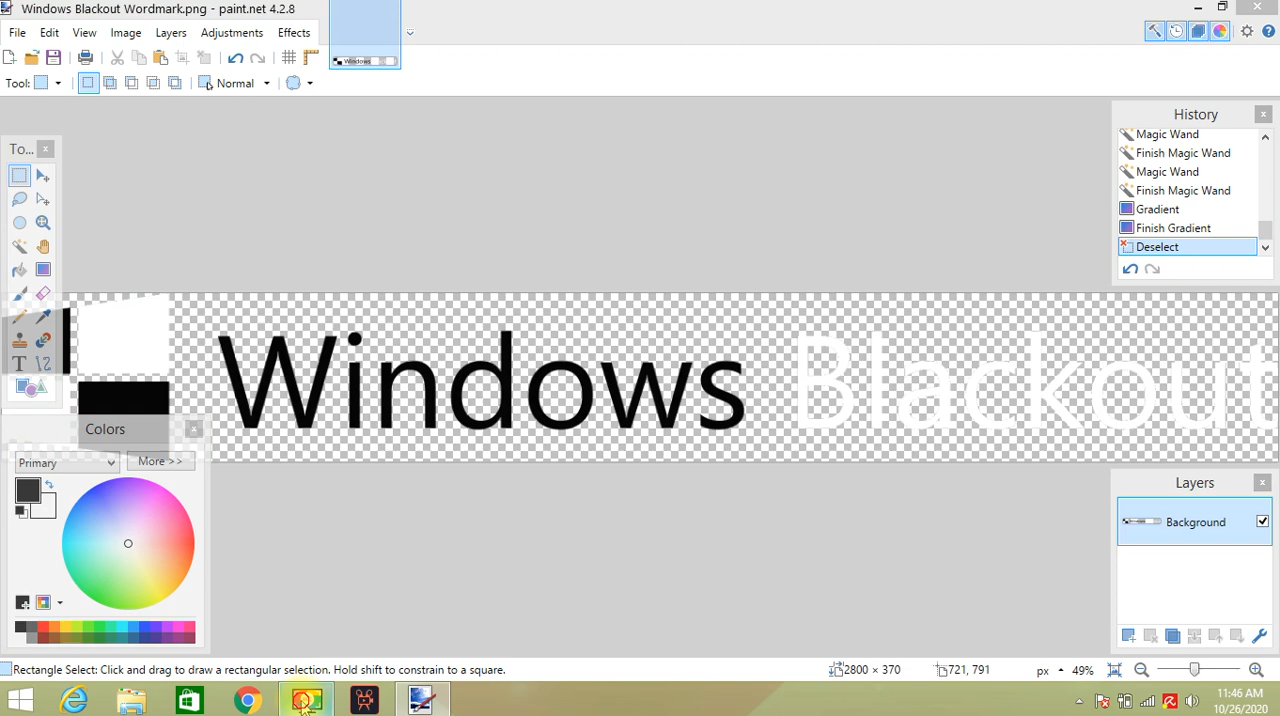 Windows Blackout Wordmark.png - paint.net 4.2.8
File Edit View Image Layers Adjustments Effects
Windows
Tool: Normal
To...
History
Magic Wand
Finish Magic Wand
Magic Wand
Finish Magic Wand
Gradient
Finish Gradient
Deselect
Windows Blackout
Colors
Primary More >>
Layers
Background
Rectangle Select: Click and drag to draw a rectangular selection. Hold shift to constrain to a square. 2800 × 370 721, 791 px 49%
11:46 AM
10/26/2020